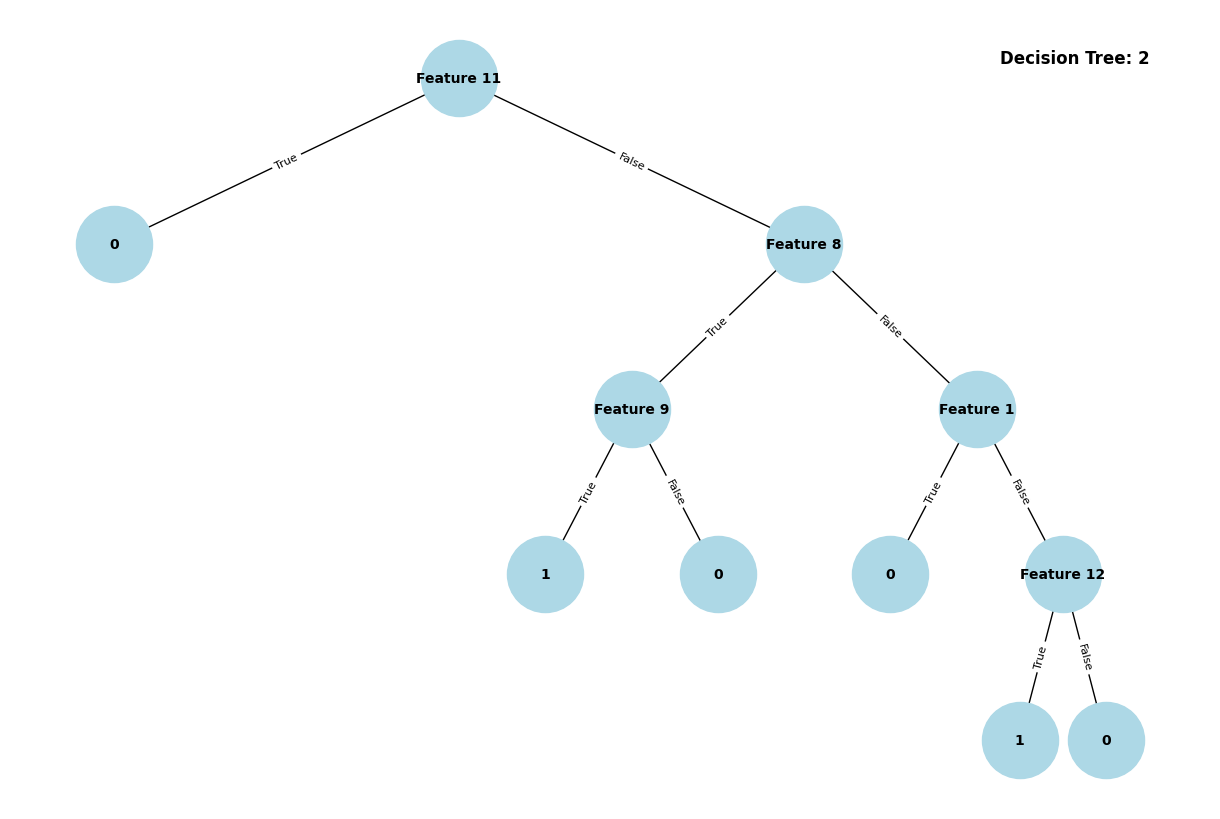 Decision Tree: 2
Feature 11
True
False
0
Feature 8
True
False
Feature 9
Feature 1
True
False
True
False
1
0
0
Feature 12
True
False
1
0